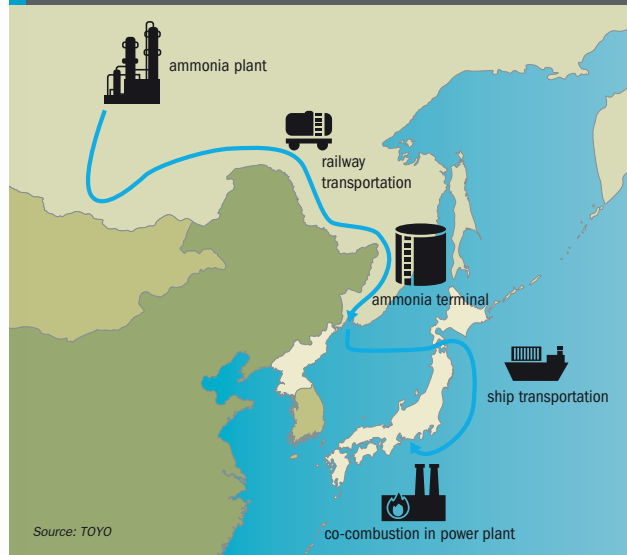 ammonia plant
railway
transportation
ammonia terminal
ship transportation
co-combustion in power plant
Source: TOYO